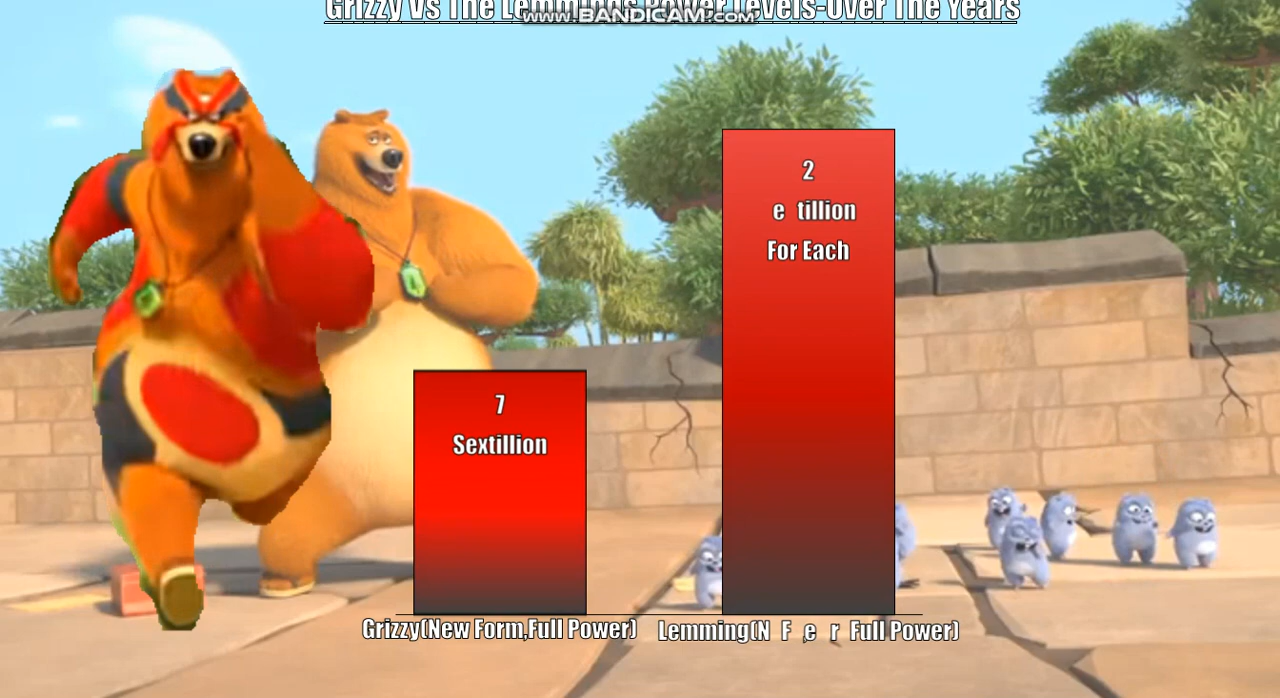 Grizzy Vs The Lemmings Power Levels-Over The Years
www.BANDICAM.com
2
e tillion
For Each
7
Sextillion
Grizzy(New Form,Full Power)
Lemming(N F e r Full Power)